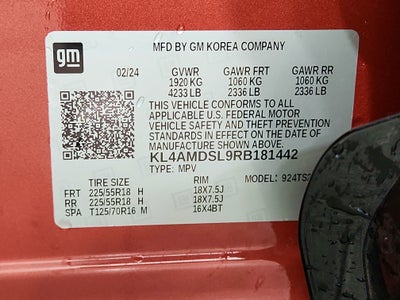 gm
MFD BY GM KOREA COMPANY
02/24 GVWR GAWR FRT GAWR RR
1920 KG 1060 KG 1060 KG
4233 LB 2336 LB 2336 LB
THIS VEHICLE CONFORMS TO ALL
APPLICABLE U.S. FEDERAL MOTOR
VEHICLE SAFETY AND THEFT PREVENTION
STANDARDS IN EFFECT ON THE DATE OF
MANUFACTURE SHOWN ABOVE.
KL4AMDSL9RB181442
TYPE: MPV MODEL: 924TS
TIRE SIZE RIM
FRT 225/55R18 H 18X7.5J
RR 225/55R18 H 18X7.5J
SPA T125/70R16 M 16X4BT